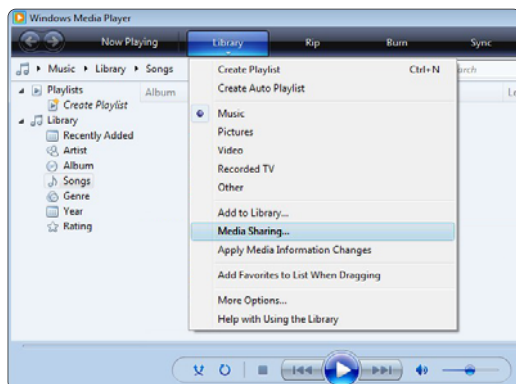 Windows Media Player
Now Playing Library Rip Burn Sync
Music Library Songs
Playlists
Create Playlist
Library
Recently Added
Artist
Album
Songs
Genre
Year
Rating
Album
Create Playlist Ctrl+N
Create Auto Playlist
Music
Pictures
Video
Recorded TV
Other
Add to Library...
Media Sharing...
Apply Media Information Changes
Add Favorites to List When Dragging
More Options...
Help with Using the Library